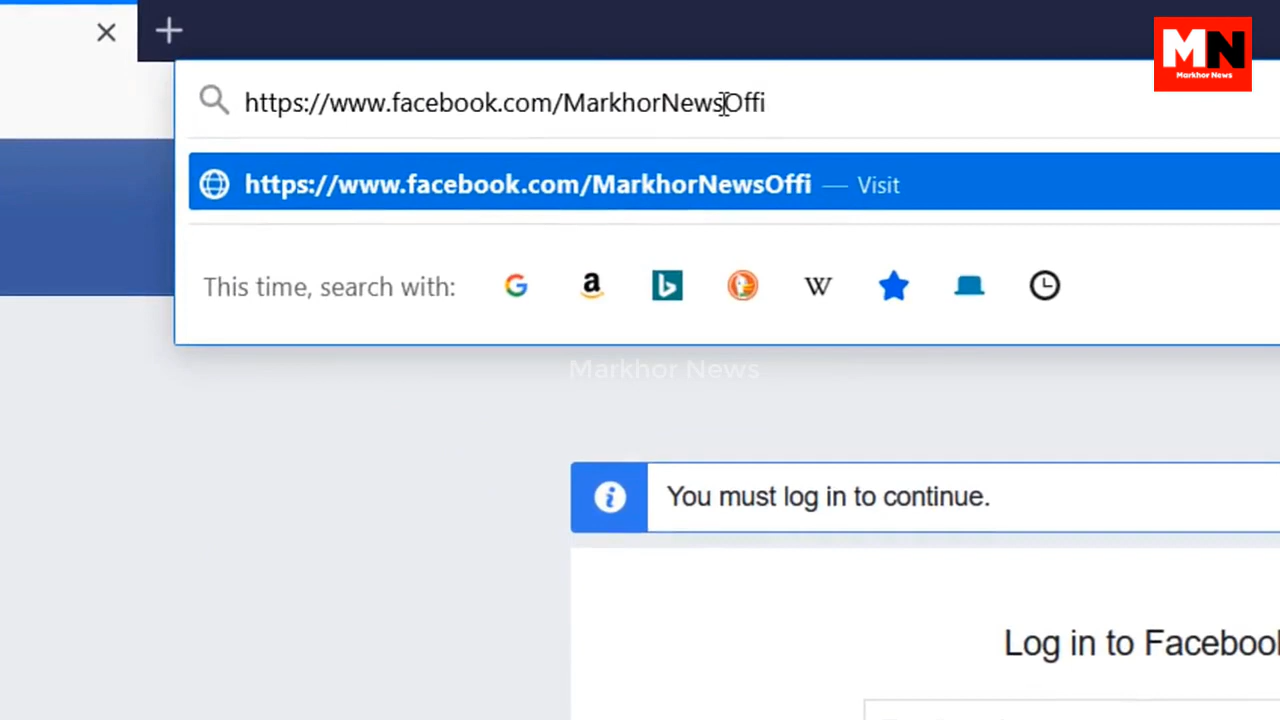 MN
Markhor News
https://www.facebook.com/MarkhorNewsOffi
https://www.facebook.com/MarkhorNewsOffi — Visit
This time, search with:
Markhor News
You must log in to continue.
Log in to Facebook